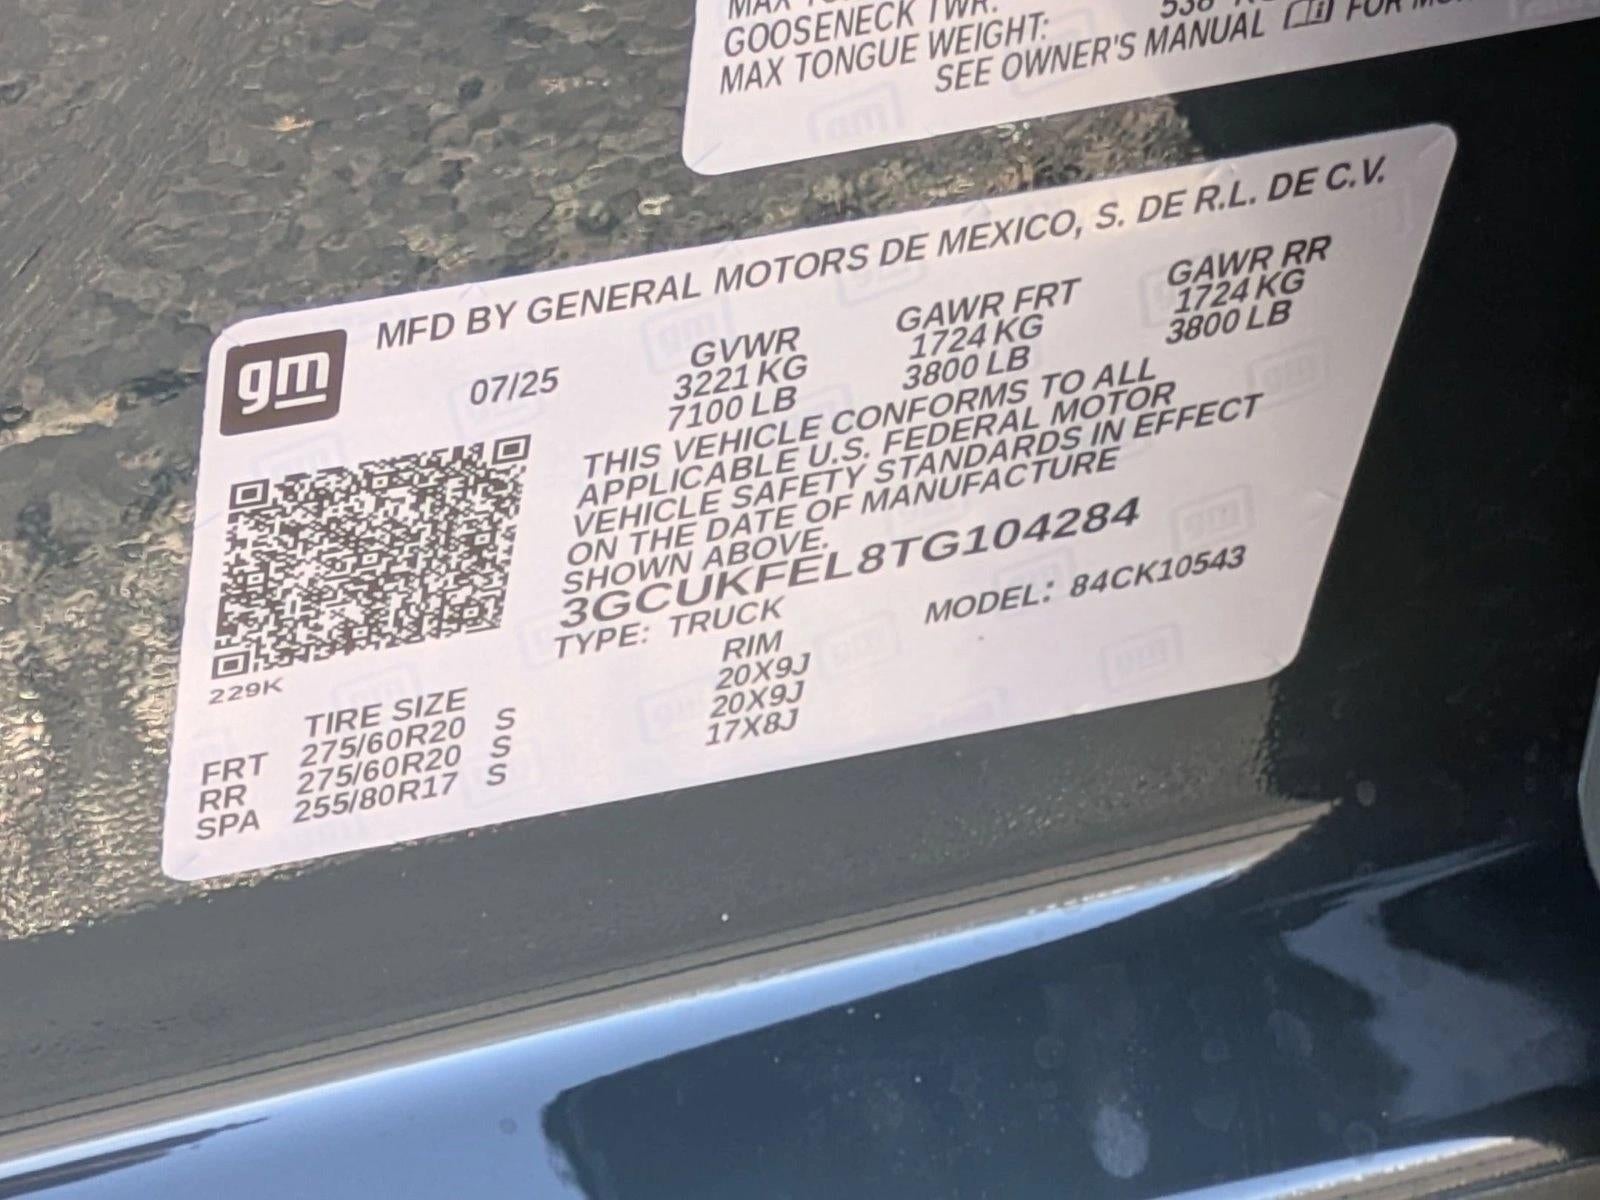 GOOSENECK TWR:
MAX TONGUE WEIGHT:
SEE OWNER'S MANUAL FOR
gm
MFD BY GENERAL MOTORS DE MEXICO, S. DE R.L. DE C.V.
07/25 GVWR GAWR FRT GAWR RR
3221 KG 1724 KG 1724 KG
7100 LB 3800 LB 3800 LB
THIS VEHICLE CONFORMS TO ALL
APPLICABLE U.S. FEDERAL MOTOR
VEHICLE SAFETY STANDARDS IN EFFECT
ON THE DATE OF MANUFACTURE
SHOWN ABOVE.
3GCUKFEL8TG104284
TYPE: TRUCK MODEL: 84CK10543
229K
TIRE SIZE RIM
FRT 275/60R20 S 20X9J
RR 275/60R20 S 20X9J
SPA 255/80R17 S 17X8J